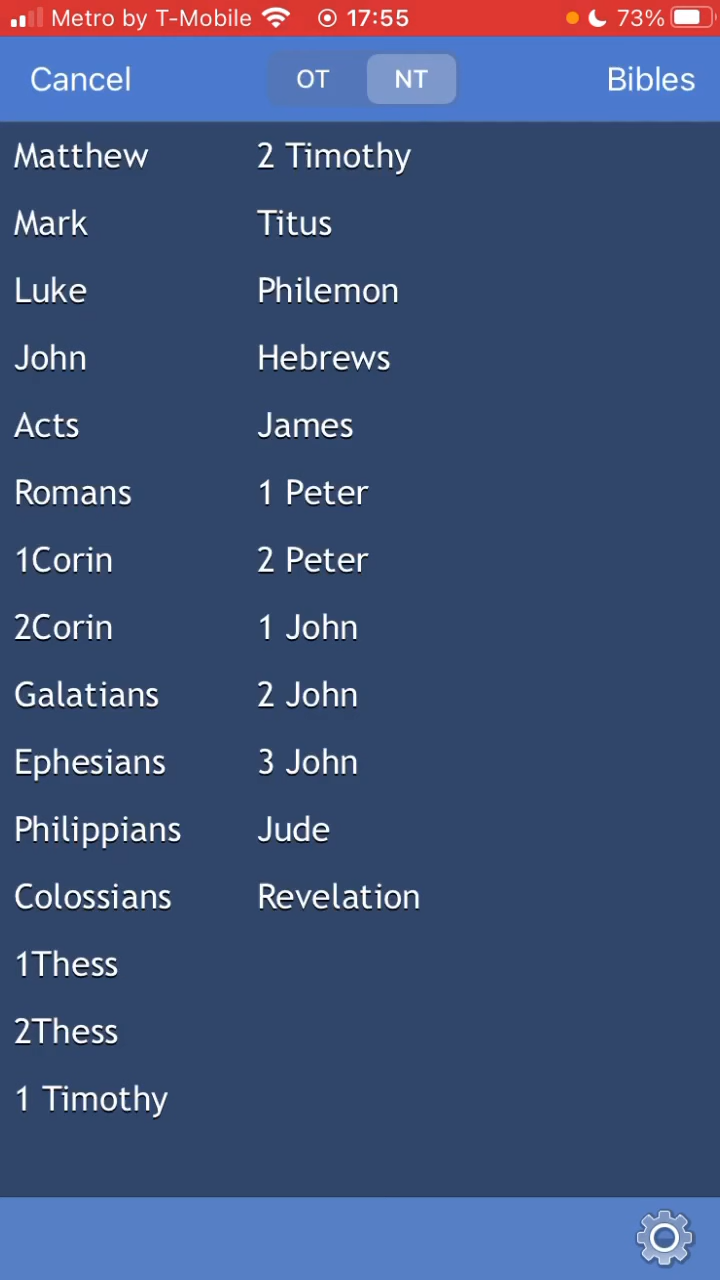 Metro by T-Mobile 17:55 73%
Cancel OT NT Bibles
Matthew 2 Timothy
Mark Titus
Luke Philemon
John Hebrews
Acts James
Romans 1 Peter
1Corin 2 Peter
2Corin 1 John
Galatians 2 John
Ephesians 3 John
Philippians Jude
Colossians Revelation
1Thess
2Thess
1 Timothy